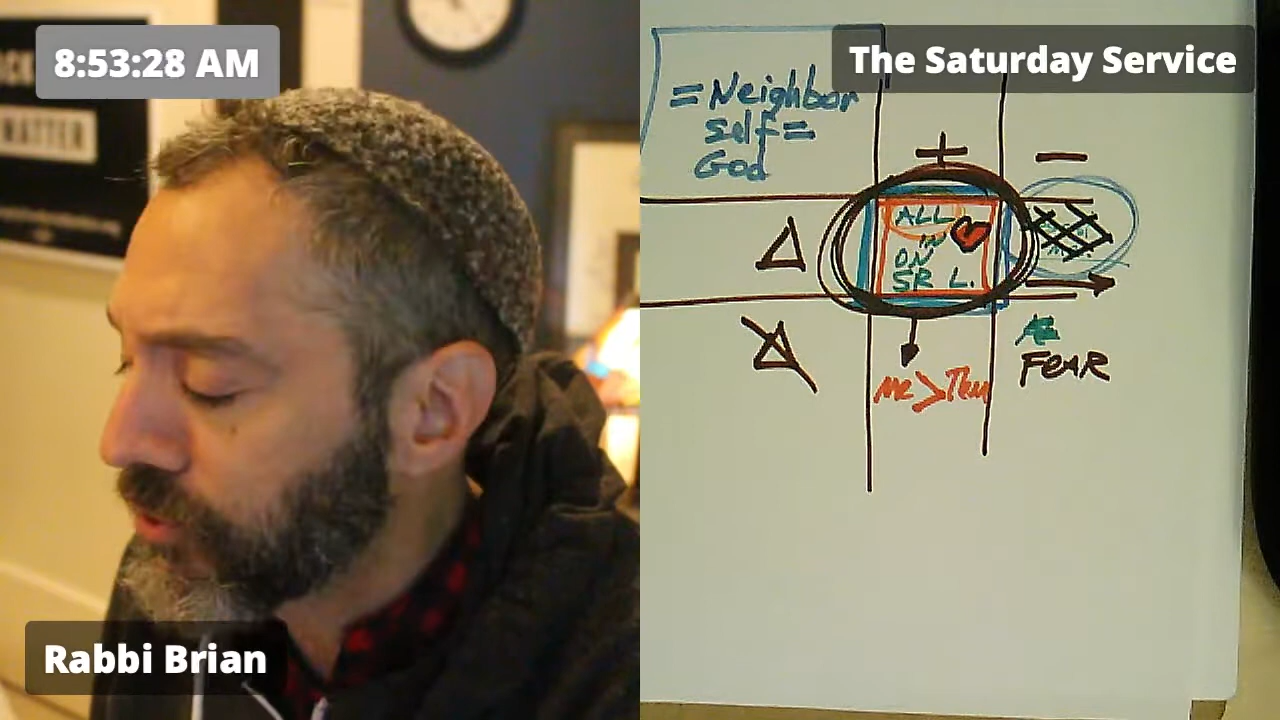 8:53:28 AM
The Saturday Service
MATTER
= Neighbor
self =
God
+
−
ALL
IN
ON
SR L.
Δ
Δ
FEAR
me > Them
Rabbi Brian